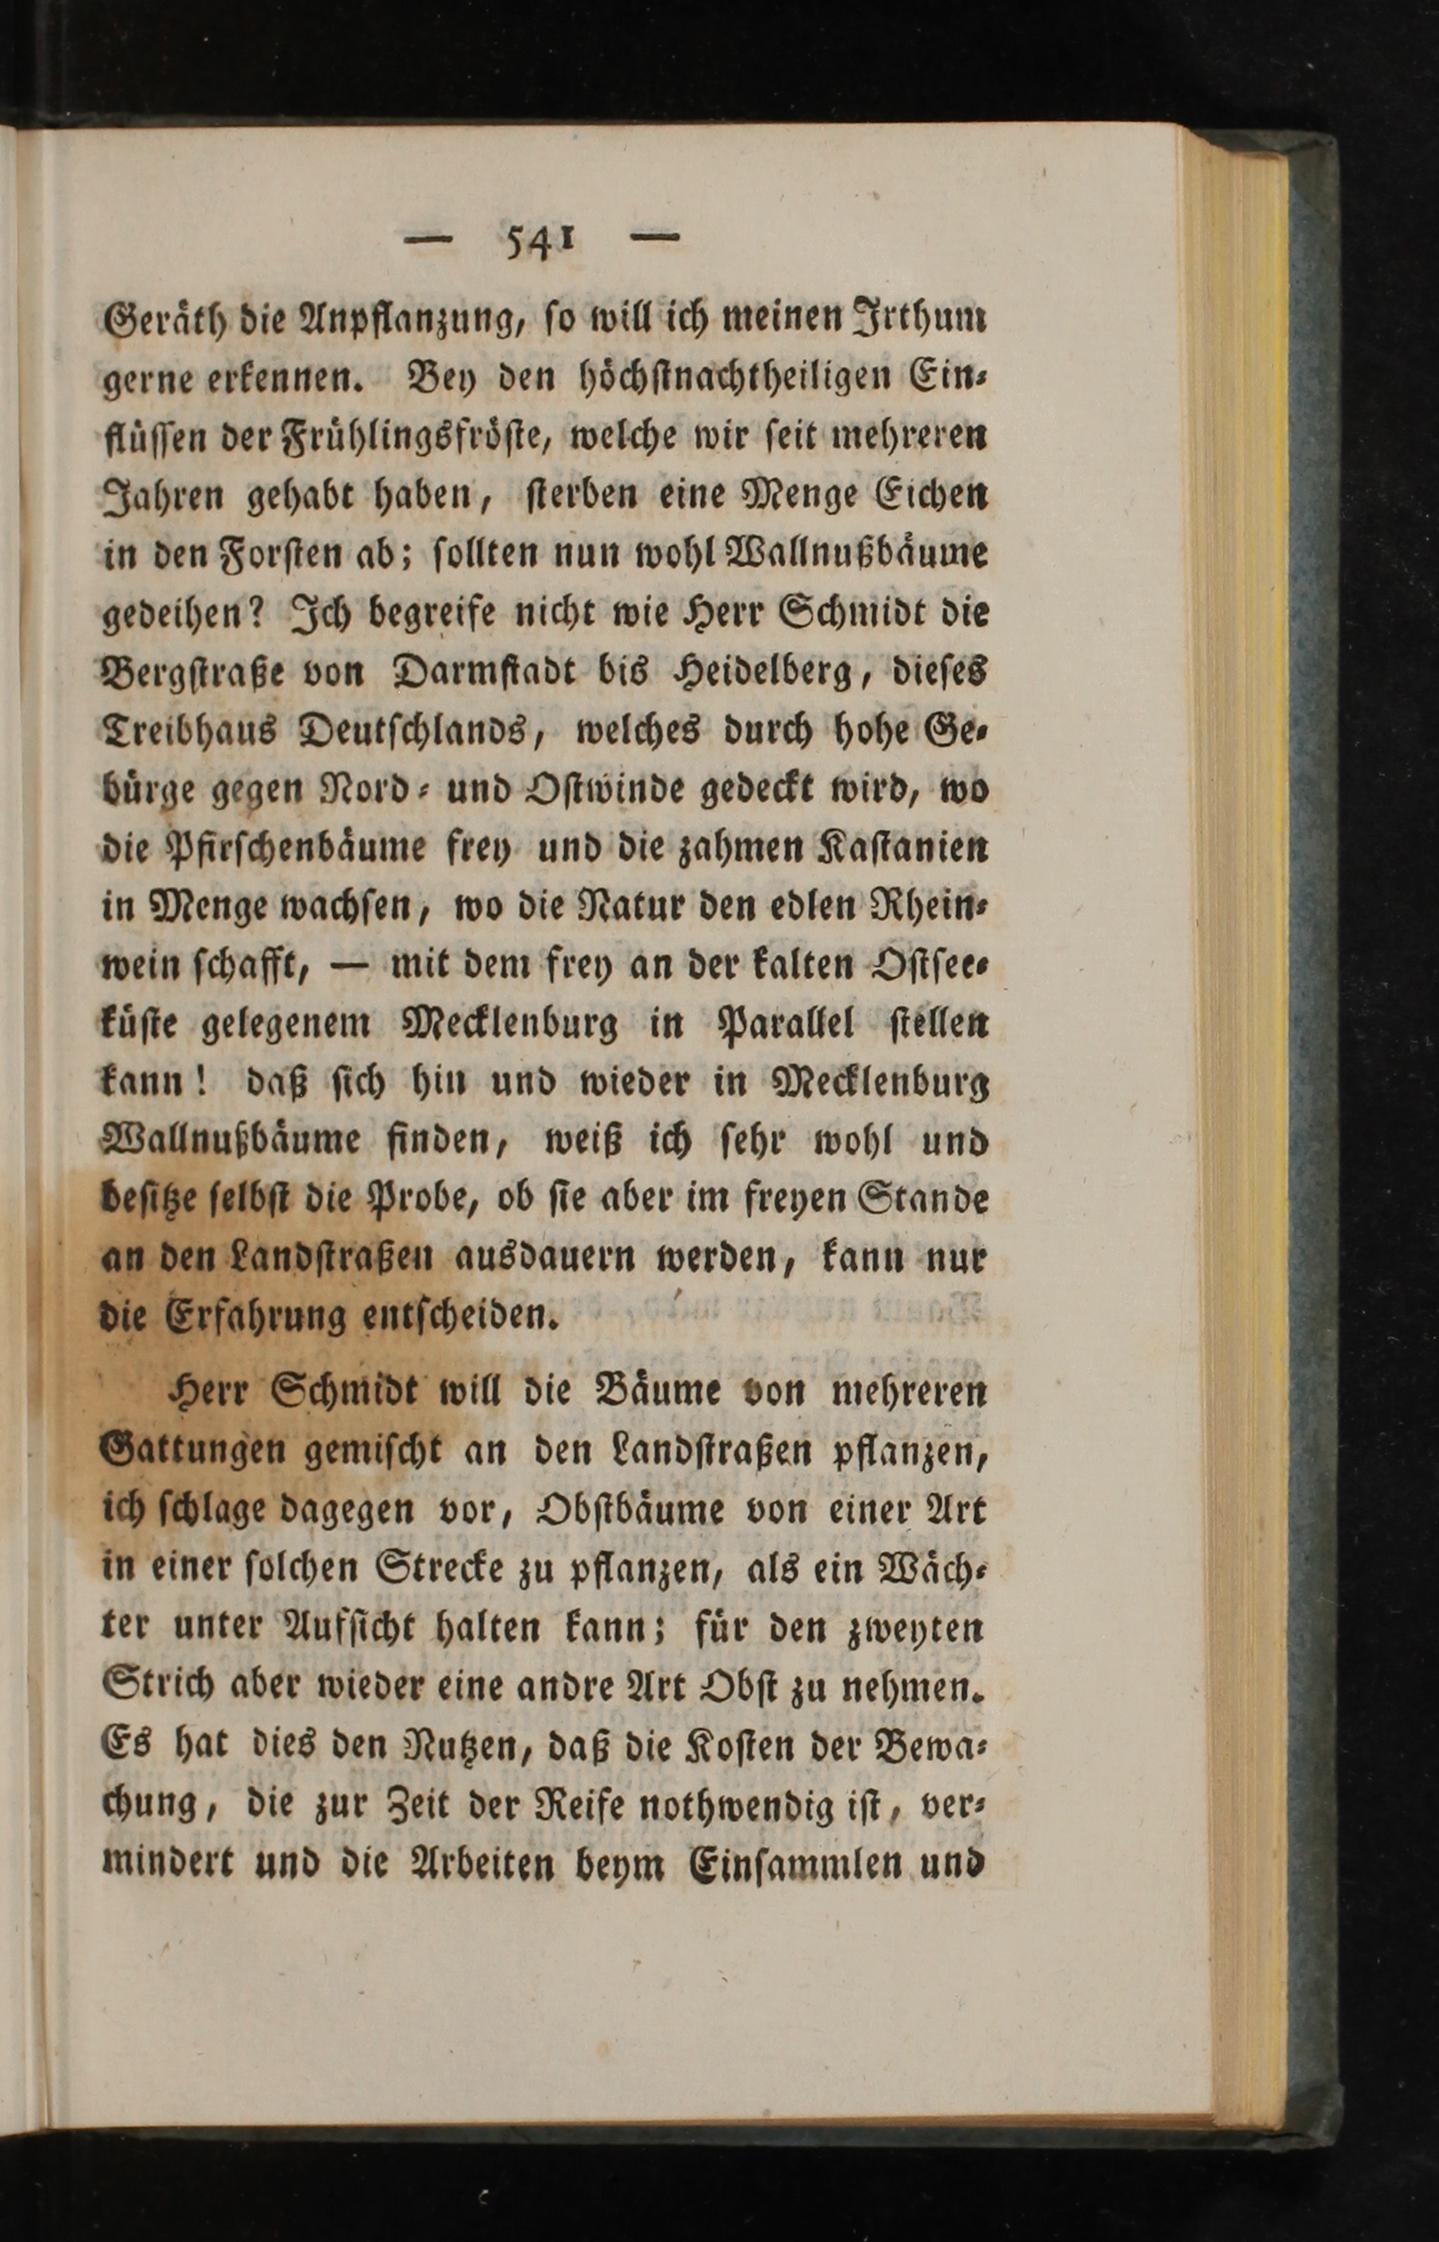 — 541 —
Geräth die Anpflanzung, ſo will ich meinen Irthum
gerne erkennen. Bey den höchſtnachtheiligen Ein⸗
flüſſen der Frühlingsfröſte, welche wir ſeit mehreren
Jahren gehabt haben, ſterben eine Menge Eichen
in den Forſten ab; ſollten nun wohl Wallnußbäume
gedeihen? Ich begreife nicht wie Herr Schmidt die
Bergſtraße von Darmſtadt bis Heidelberg, dieſes
Treibhaus Deutſchlands, welches durch hohe Ge⸗
bürge gegen Nord⸗ und Oſtwinde gedeckt wird, wo
die Pfirſchenbäume frey und die zahmen Kaſtanien
in Menge wachſen, wo die Natur den edlen Rhein⸗
wein ſchafft, — mit dem frey an der kalten Oſtſee⸗
küſte gelegenem Mecklenburg in Parallel ſtellen
kann! daß ſich hin und wieder in Mecklenburg
Wallnußbäume finden, weiß ich ſehr wohl und
beſitze ſelbſt die Probe, ob ſie aber im freyen Stande
an den Landſtraßen ausdauern werden, kann nur
die Erfahrung entſcheiden.
Herr Schmidt will die Bäume von mehreren
Gattungen gemiſcht an den Landſtraßen pflanzen,
ich ſchlage dagegen vor, Obſtbäume von einer Art
in einer ſolchen Strecke zu pflanzen, als ein Wäch⸗
ter unter Aufſicht halten kann; für den zweyten
Strich aber wieder eine andre Art Obſt zu nehmen.
Es hat dies den Nutzen, daß die Koſten der Bewa⸗
chung, die zur Zeit der Reife nothwendig iſt, ver⸗
mindert und die Arbeiten beym Einſammlen und